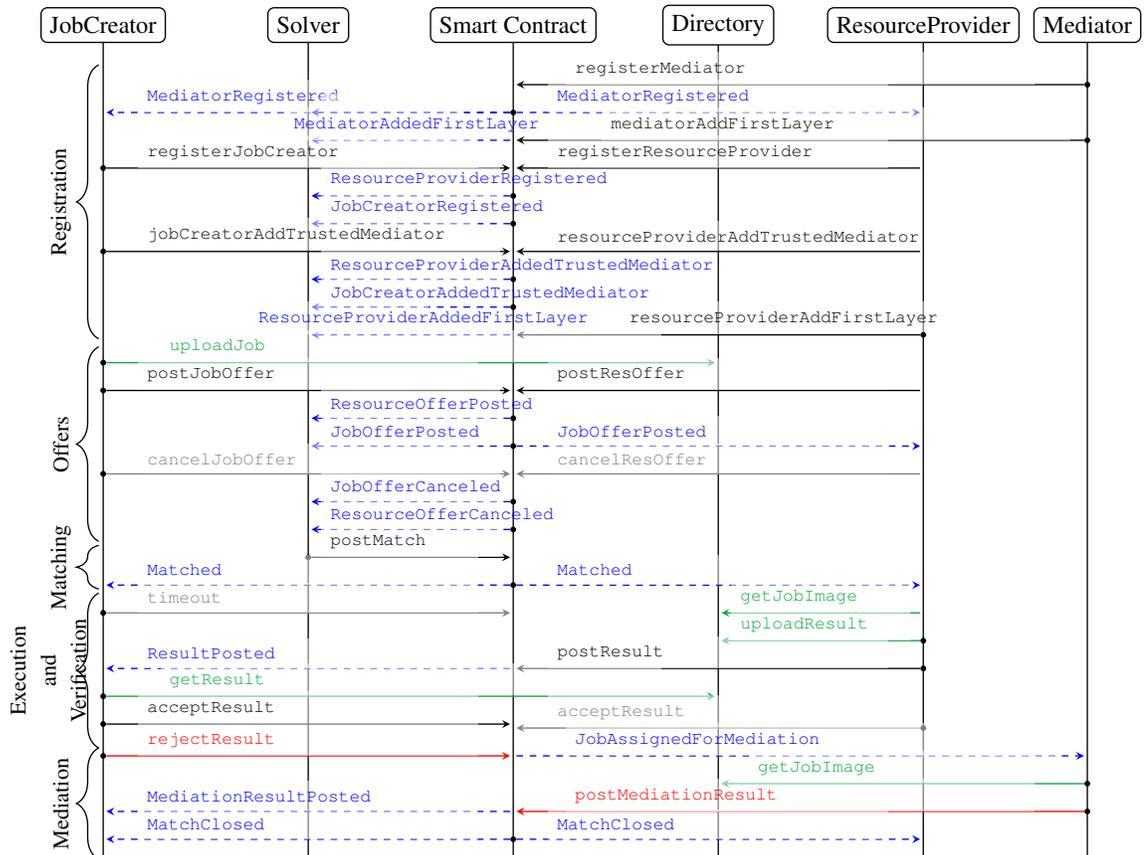 JobCreator Solver Smart Contract Directory ResourceProvider Mediator
registerMediator
MediatorRegistered MediatorRegistered
MediatorAddedFirstLayer mediatorAddFirstLayer
registerJobCreator registerResourceProvider
ResourceProviderRegistered
JobCreatorRegistered
jobCreatorAddTrustedMediator resourceProviderAddTrustedMediator
ResourceProviderAddedTrustedMediator
JobCreatorAddedTrustedMediator
ResourceProviderAddedFirstLayer resourceProviderAddFirstLayer
Registration
uploadJob
postJobOffer postResOffer
ResourceOfferPosted
JobOfferPosted JobOfferPosted
cancelJobOffer cancelResOffer
JobOfferCanceled
ResourceOfferCanceled
Offers
postMatch
Matched Matched
Matching
timeout getJobImage
uploadResult
ResultPosted postResult
getResult
acceptResult acceptResult
Execution
and
Verification
rejectResult JobAssignedForMediation
getJobImage
MediationResultPosted postMediationResult
MatchClosed MatchClosed
Mediation